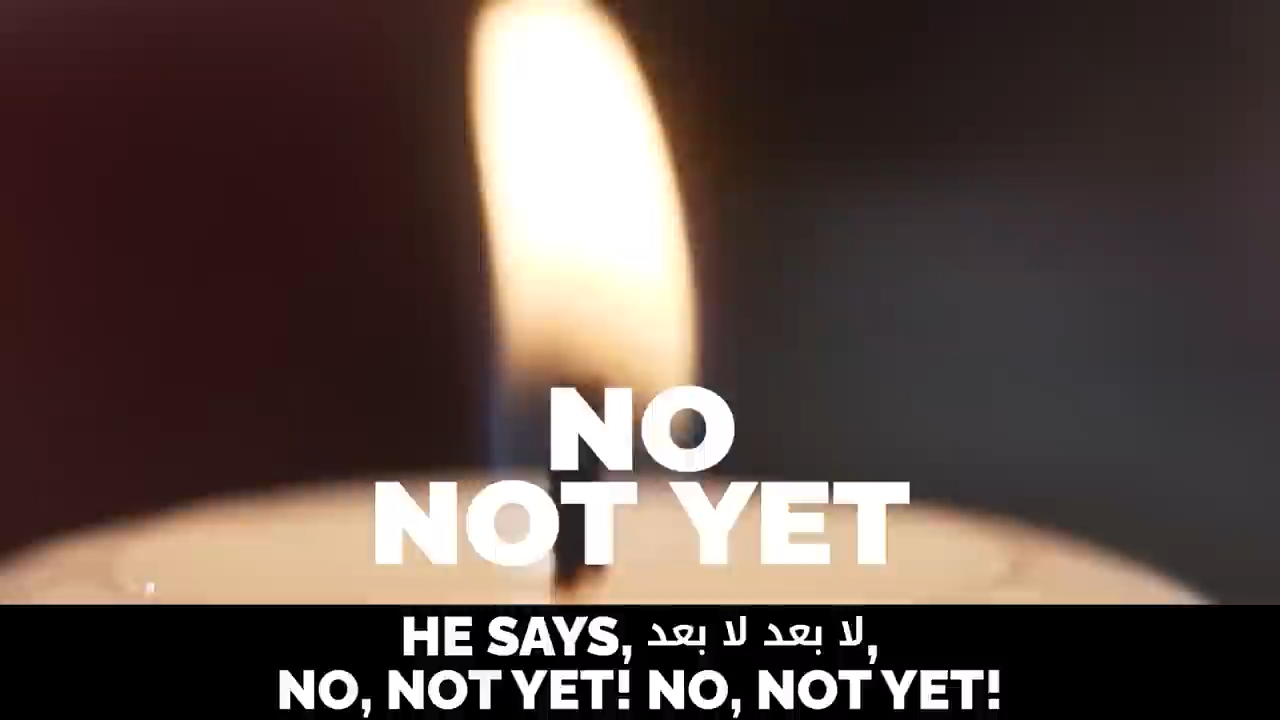 NO
NOT YET
HE SAYS, لا بعد لا بعد,
NO, NOT YET! NO, NOT YET!